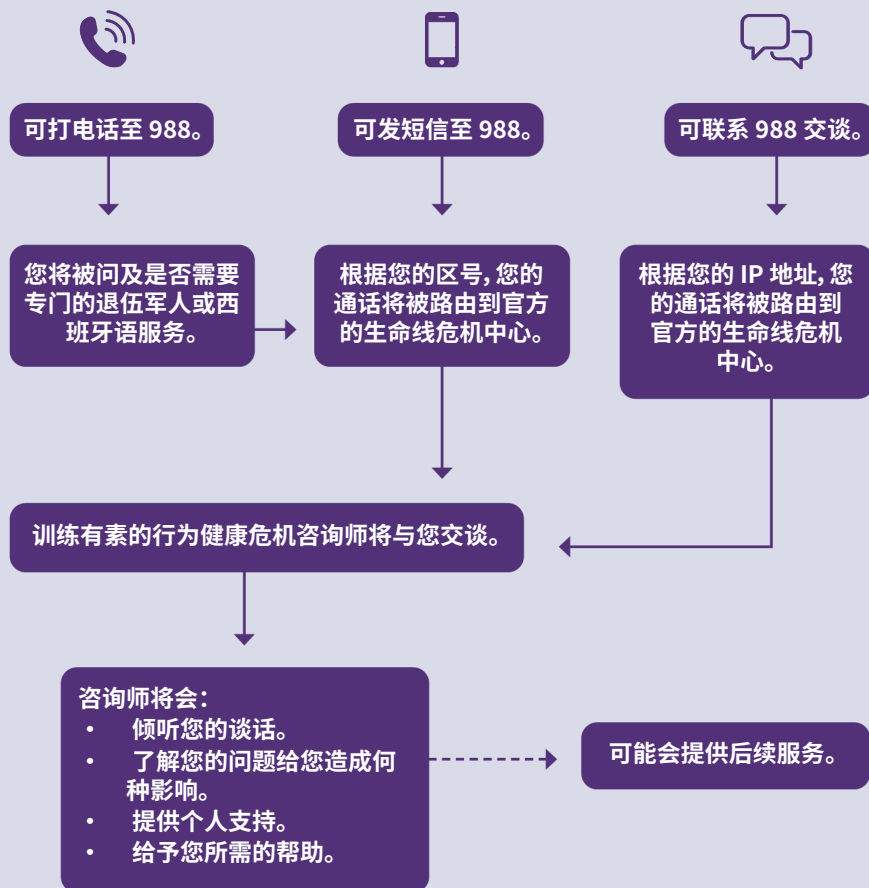 可打电话至 988。
可发短信至 988。
可联系 988 交谈。
您将被问及是否需要
专门的退伍军人或西
班牙语服务。
根据您的区号, 您的
通话将被路由到官方
的生命线危机中心。
根据您的 IP 地址, 您
的通话将被路由到
官方的生命线危机
中心。
训练有素的行为健康危机咨询师将与您交谈。
咨询师将会:
• 倾听您的谈话。
• 了解您的问题给您造成何
种影响。
• 提供个人支持。
• 给予您所需的帮助。
可能会提供后续服务。